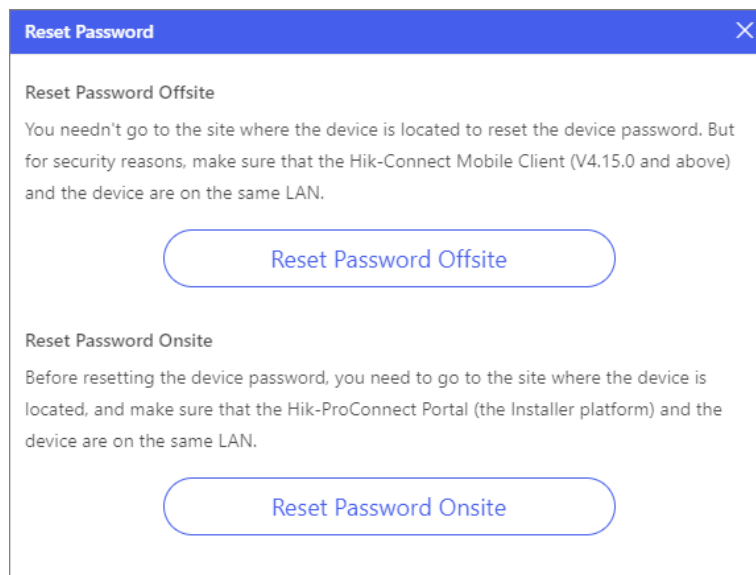 Reset Password
Reset Password Offsite
You needn't go to the site where the device is located to reset the device password. But
for security reasons, make sure that the Hik-Connect Mobile Client (V4.15.0 and above)
and the device are on the same LAN.
Reset Password Offsite
Reset Password Onsite
Before resetting the device password, you need to go to the site where the device is
located, and make sure that the Hik-ProConnect Portal (the Installer platform) and the
device are on the same LAN.
Reset Password Onsite